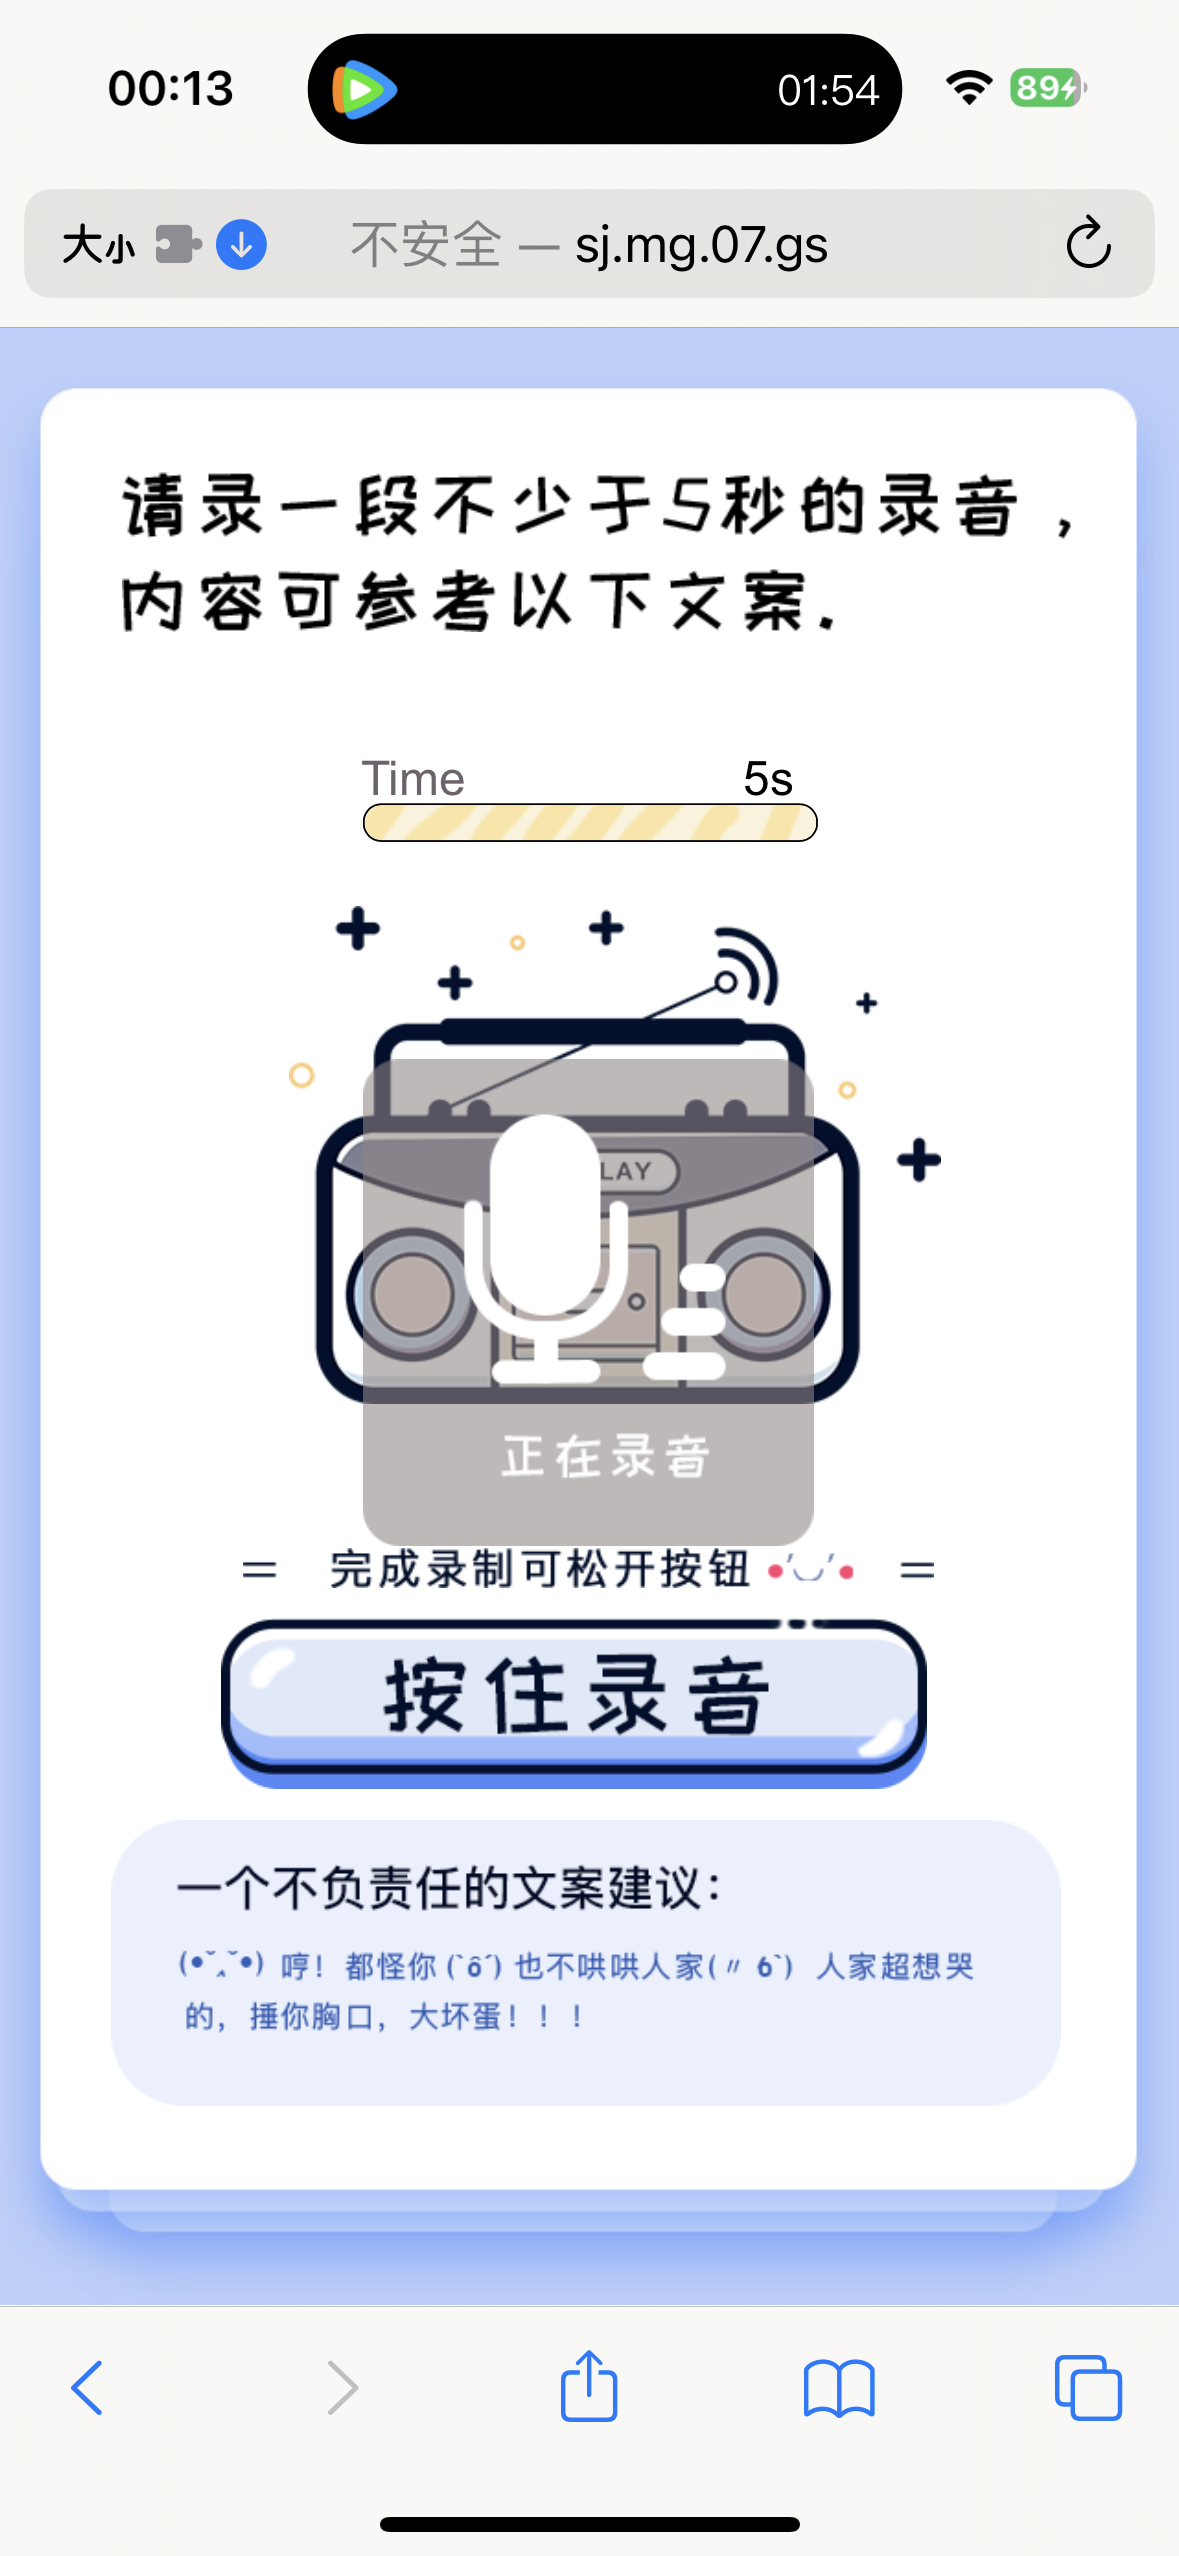 00:13
01:54
89
大小
不安全 — sj.mg.07.gs
请录一段不少于5秒的录音，
内容可参考以下文案.
Time 5s
LAY
正在录音
= 完成录制可松开按钮 =
按住录音
一个不负责任的文案建议：
(•̌ˬ̌•) 哼！都怪你 (`ô´) 也不哄哄人家(〃 6`) 人家超想哭
的，捶你胸口，大坏蛋！！！